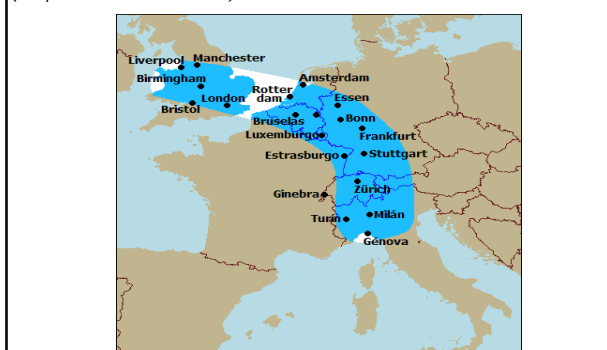 Liverpool
Manchester
Birmingham
Amsterdam
Rotter
dam
Essen
London
Bristol
Bruselas
Bonn
Luxemburgo
Frankfurt
Estrasburgo
Stuttgart
Zürich
Ginebra
Turín
Milán
Génova